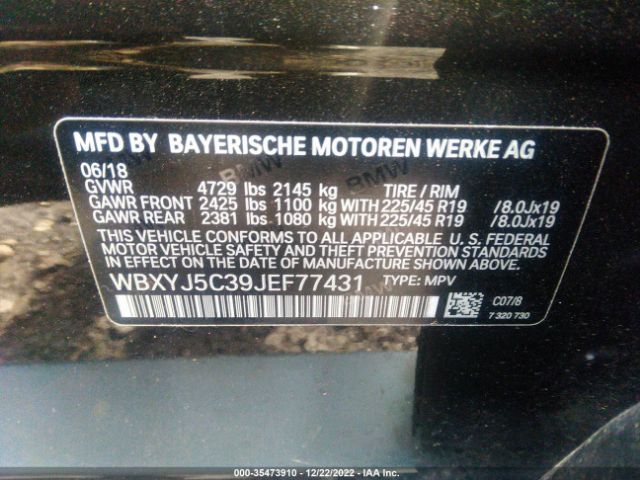 MFD BY BAYERISCHE MOTOREN WERKE AG
06/18
GVWR 4729 lbs 2145 kg TIRE / RIM
GAWR FRONT 2425 lbs 1100 kg WITH 225/45 R19 /8.0Jx19
GAWR REAR 2381 lbs 1080 kg WITH 225/45 R19 /8.0Jx19
THIS VEHICLE CONFORMS TO ALL APPLICABLE U. S. FEDERAL
MOTOR VEHICLE SAFETY AND THEFT PREVENTION STANDARDS
IN EFFECT ON THE DATE OF MANUFACTURE SHOWN ABOVE.
WBXYJ5C39JEF77431 TYPE: MPV
C07/8
7 320 730
BMW
BMW
000-35473910 - 12/22/2022 - IAA Inc.